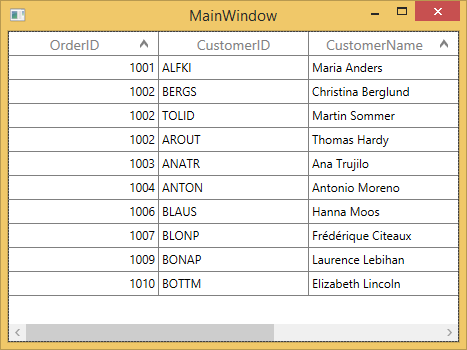 MainWindow
OrderID CustomerID CustomerName
1001 ALFKI Maria Anders
1002 BERGS Christina Berglund
1002 TOLID Martin Sommer
1002 AROUT Thomas Hardy
1003 ANATR Ana Trujilo
1004 ANTON Antonio Moreno
1006 BLAUS Hanna Moos
1007 BLONP Frédérique Citeaux
1009 BONAP Laurence Lebihan
1010 BOTTM Elizabeth Lincoln